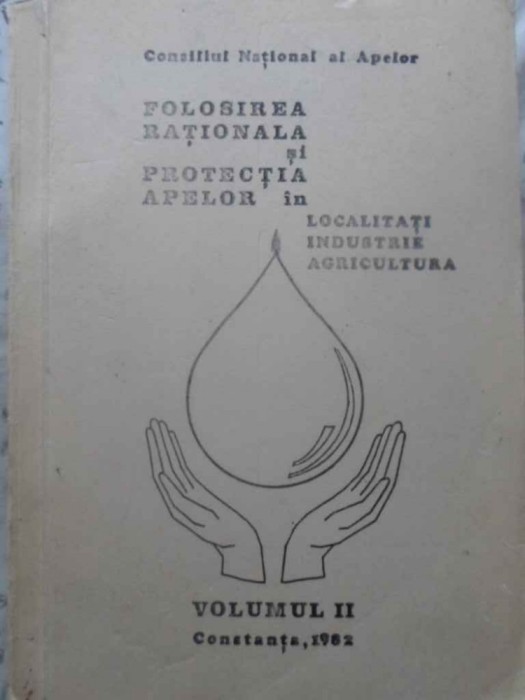 Consiliul Național al Apelor
FOLOSIREA
RAȚIONALA
și
PROTECȚIA
APELOR în
LOCALITAȚI
INDUSTRIE
AGRICULTURA
VOLUMUL II
Constanța, 1982